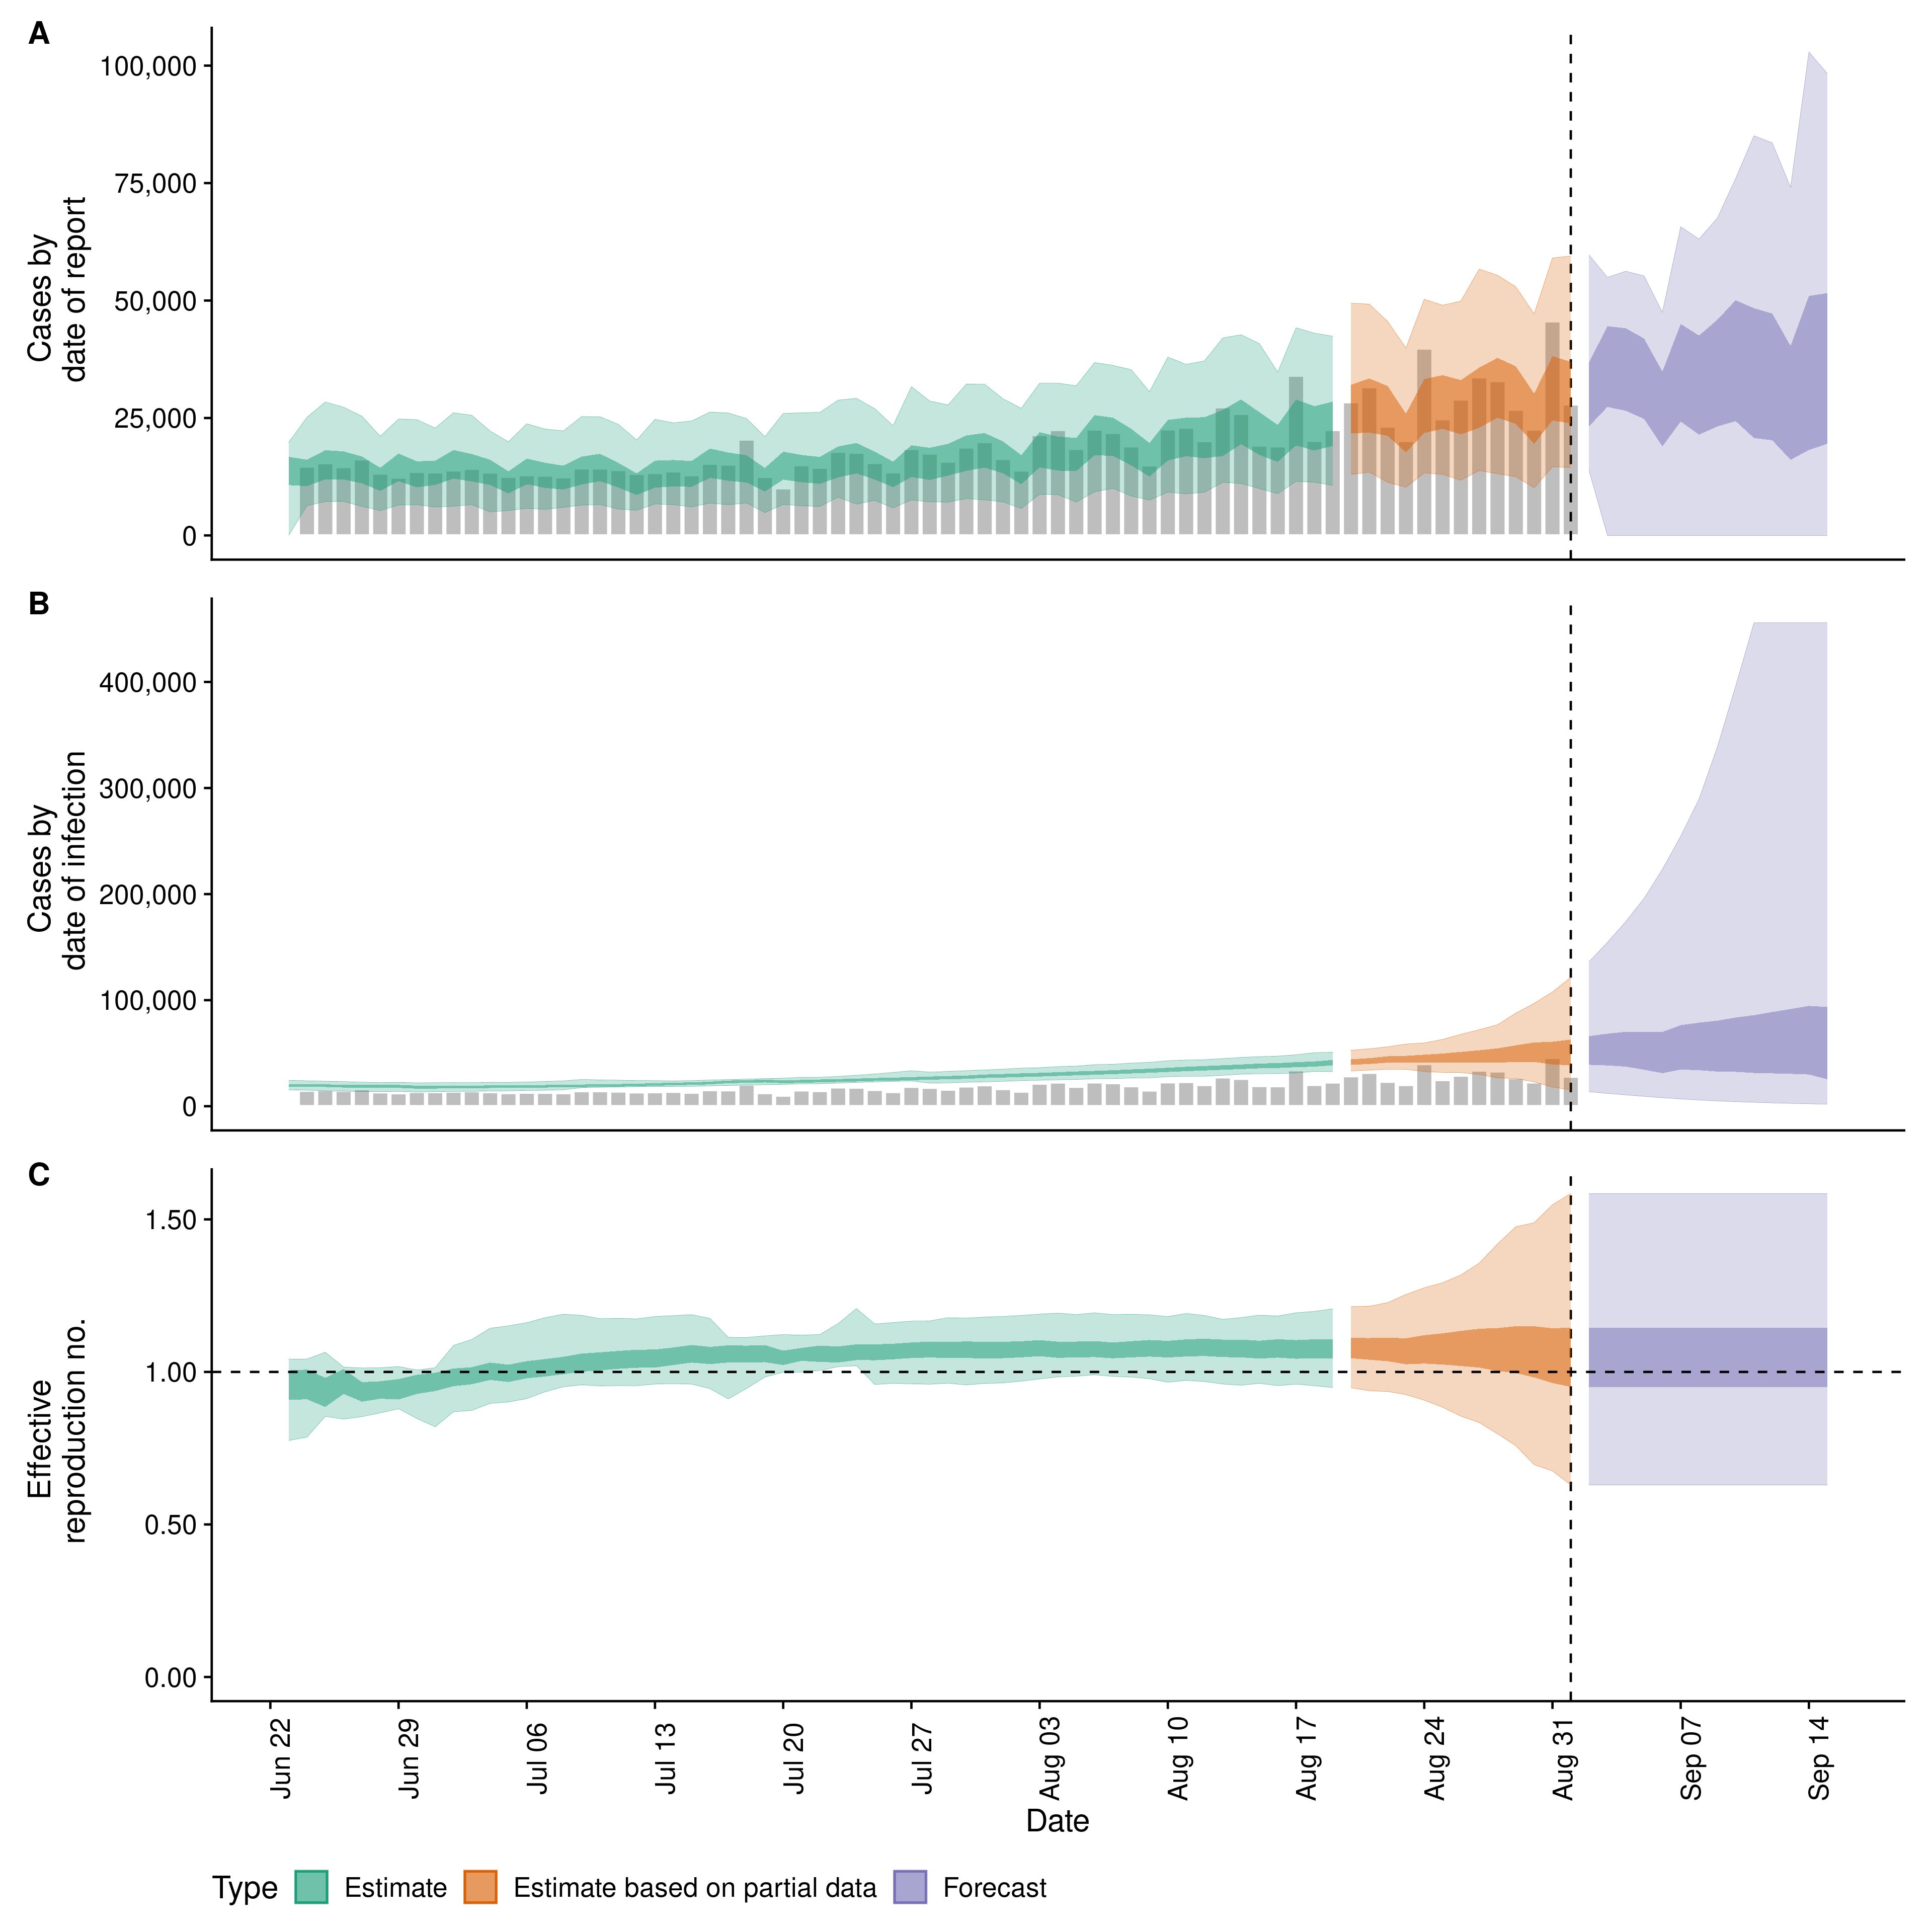 A
Cases by
date of report
100,000
75,000
50,000
25,000
0
B
Cases by
date of infection
400,000
300,000
200,000
100,000
0
C
Effective
reproduction no.
1.50
1.00
0.50
0.00
Jun 22
Jun 29
Jul 06
Jul 13
Jul 20
Jul 27
Aug 03
Aug 10
Aug 17
Aug 24
Aug 31
Sep 07
Sep 14
Date
Type Estimate Estimate based on partial data Forecast